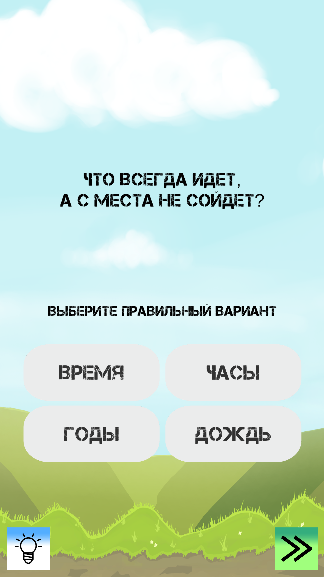 ЧТО ВСЕГДА ИДЕТ,
А С МЕСТА НЕ СОЙДЕТ?
ВЫБЕРИТЕ ПРАВИЛЬНЫЙ ВАРИАНТ
ВРЕМЯ
ЧАСЫ
ГОДЫ
ДОЖДЬ